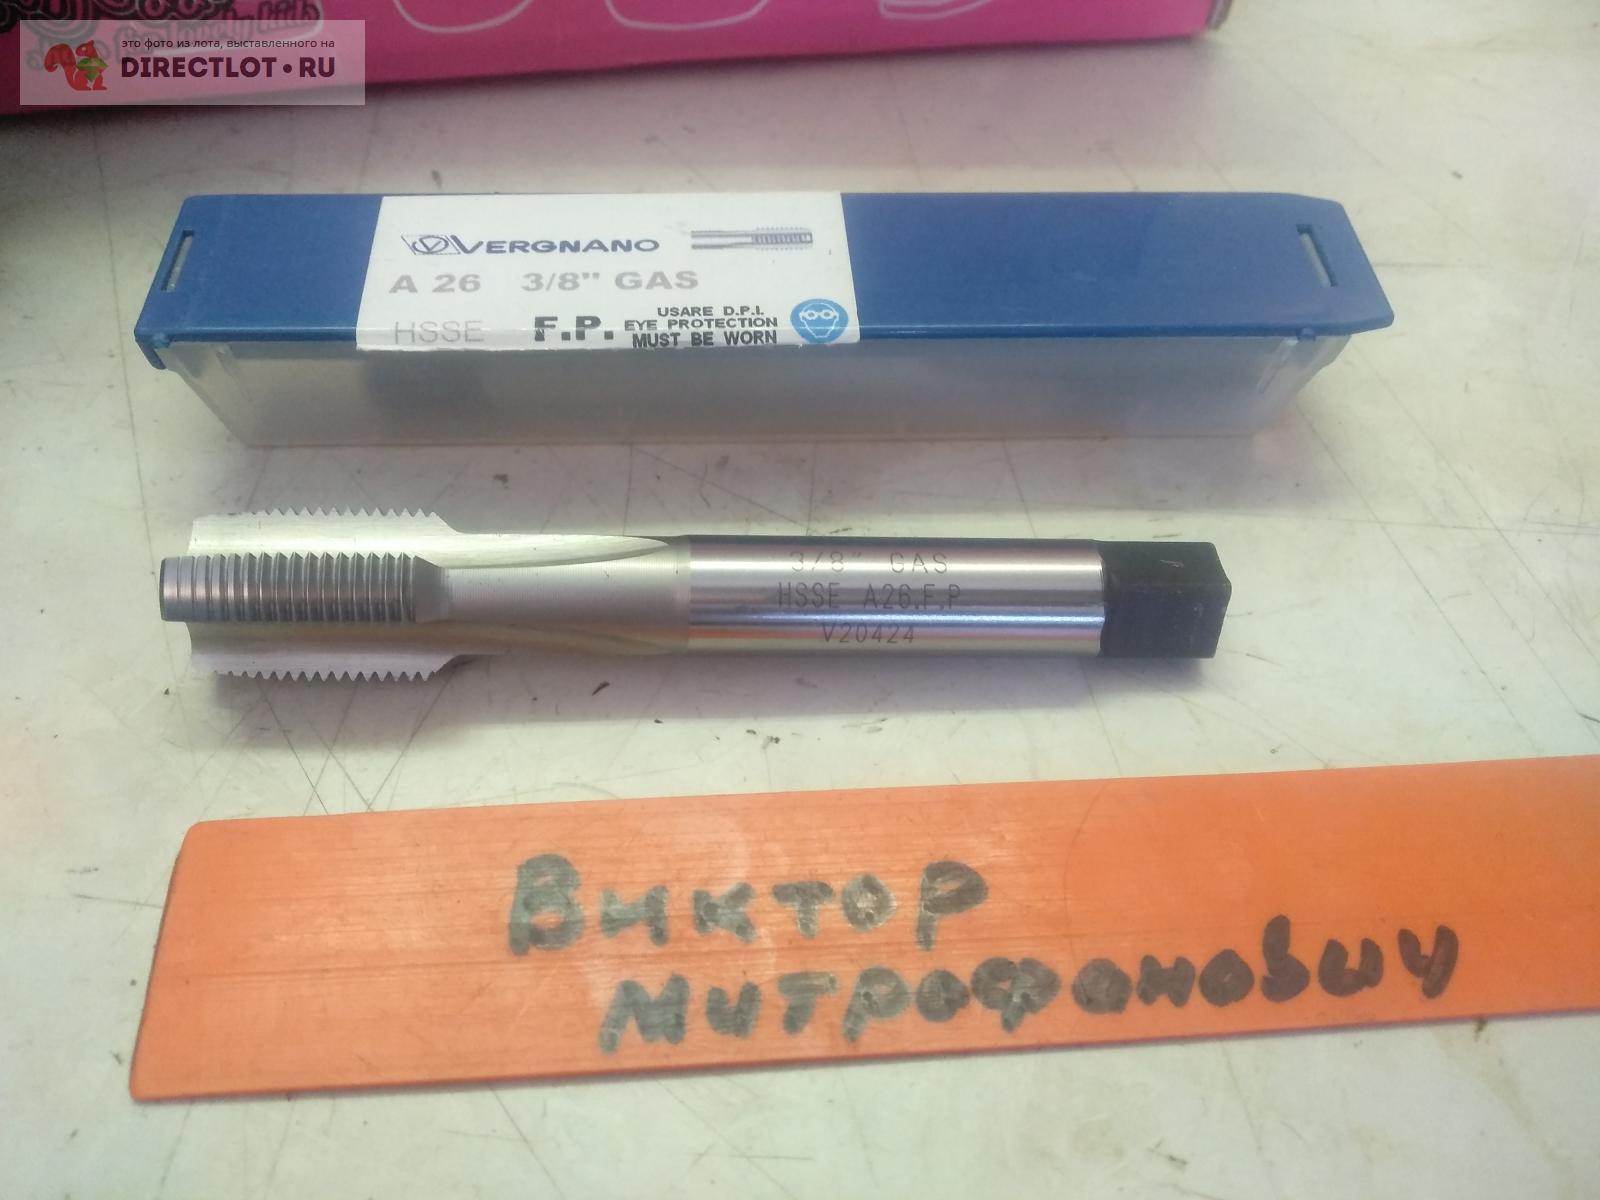 это фото из лота, выставленного на
DIRECTLOT•RU
VERGNANO
A 26 3/8" GAS
HSSE F.P.
USARE D.P.I.
EYE PROTECTION
MUST BE WORN
3/8" GAS
HSSE A26.F.P
V20424
Виктор
Митрофанович